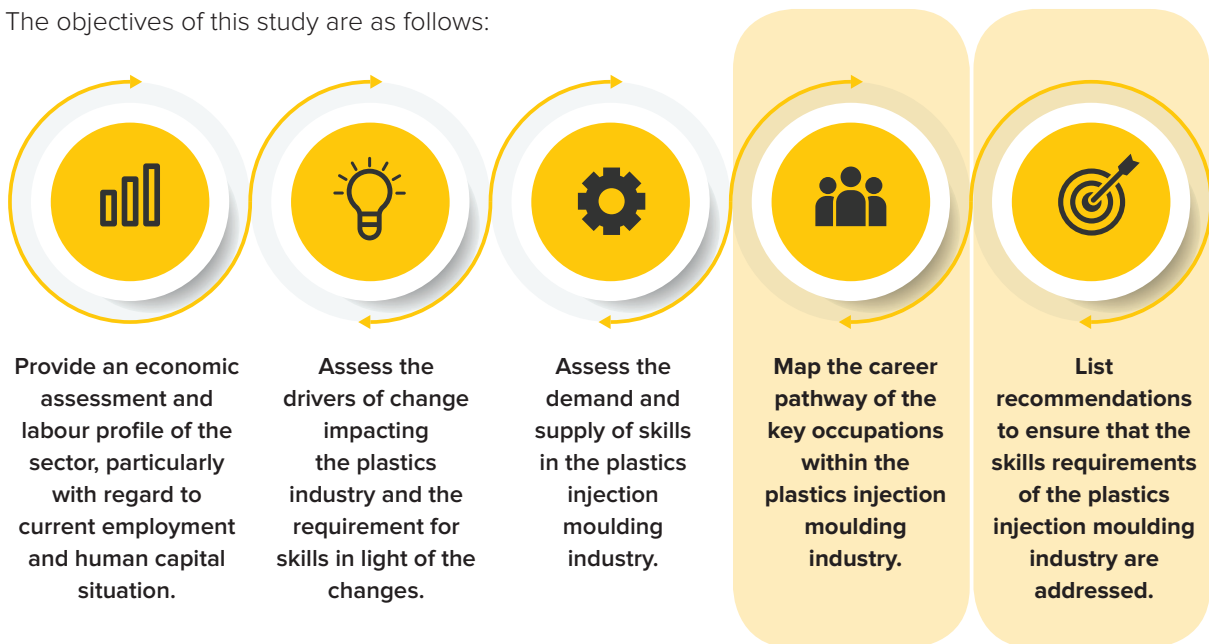 The objectives of this study are as follows:
Provide an economic
assessment and
labour profile of the
sector, particularly
with regard to
current employment
and human capital
situation.
Assess the
drivers of change
impacting
the plastics
industry and the
requirement for
skills in light of the
changes.
Assess the
demand and
supply of skills
in the plastics
injection
moulding
industry.
Map the career
pathway of the
key occupations
within the
plastics injection
moulding
industry.
List
recommendations
to ensure that the
skills requirements
of the plastics
injection moulding
industry are
addressed.